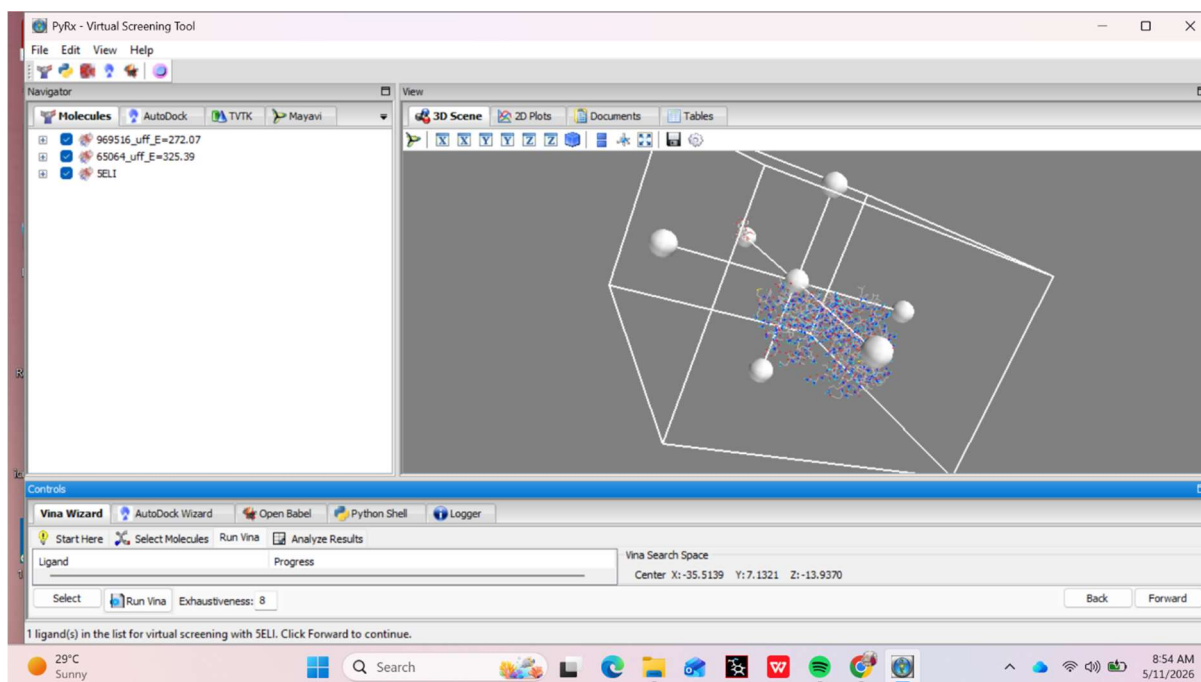 PyRx - Virtual Screening Tool
File Edit View Help
Navigator
View
Molecules AutoDock TVTK Mayavi
3D Scene 2D Plots Documents Tables
X X Y Y Z Z
969516_uff_E=272.07
65064_uff_E=325.39
5ELI
Controls
Vina Wizard AutoDock Wizard Open Babel Python Shell Logger
Start Here Select Molecules Run Vina Analyze Results
Ligand Progress
Vina Search Space
Center X:-35.5139 Y:7.1321 Z:-13.9370
Select Run Vina Exhaustiveness: 8
Back Forward
1 ligand(s) in the list for virtual screening with 5ELI. Click Forward to continue.
29°C
Sunny
Search
8:54 AM
5/11/2026